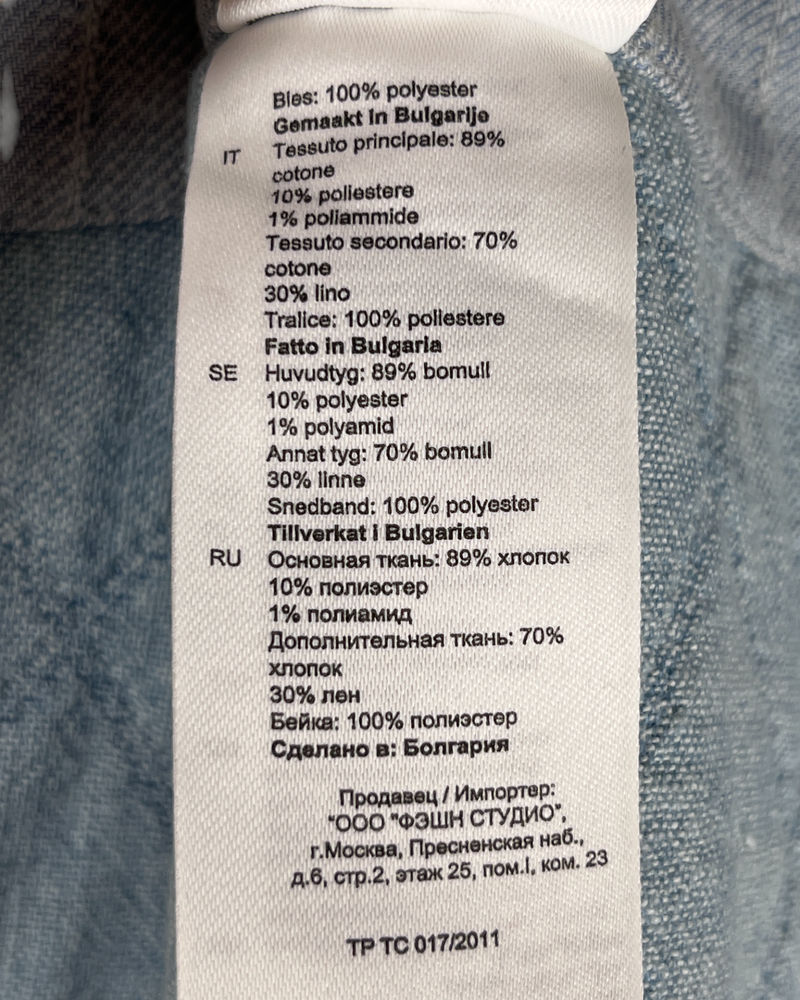 Bies: 100% polyester
Gemaakt in Bulgarije
IT Tessuto principale: 89%
cotone
10% poliestere
1% poliammide
Tessuto secondario: 70%
cotone
30% lino
Tralice: 100% poliestere
Fatto in Bulgaria
SE Huvudtyg: 89% bomull
10% polyester
1% polyamid
Annat tyg: 70% bomull
30% linne
Snedband: 100% polyester
Tillverkat i Bulgarien
RU Основная ткань: 89% хлопок
10% полиэстер
1% полиамид
Дополнительная ткань: 70%
хлопок
30% лен
Бейка: 100% полиэстер
Сделано в: Болгария
Продавец / Импортер:
"ООО "ФЭШН СТУДИО",
г.Москва, Пресненская наб.,
д.6, стр.2, этаж 25, пом.I, ком. 23
ТР ТС 017/2011